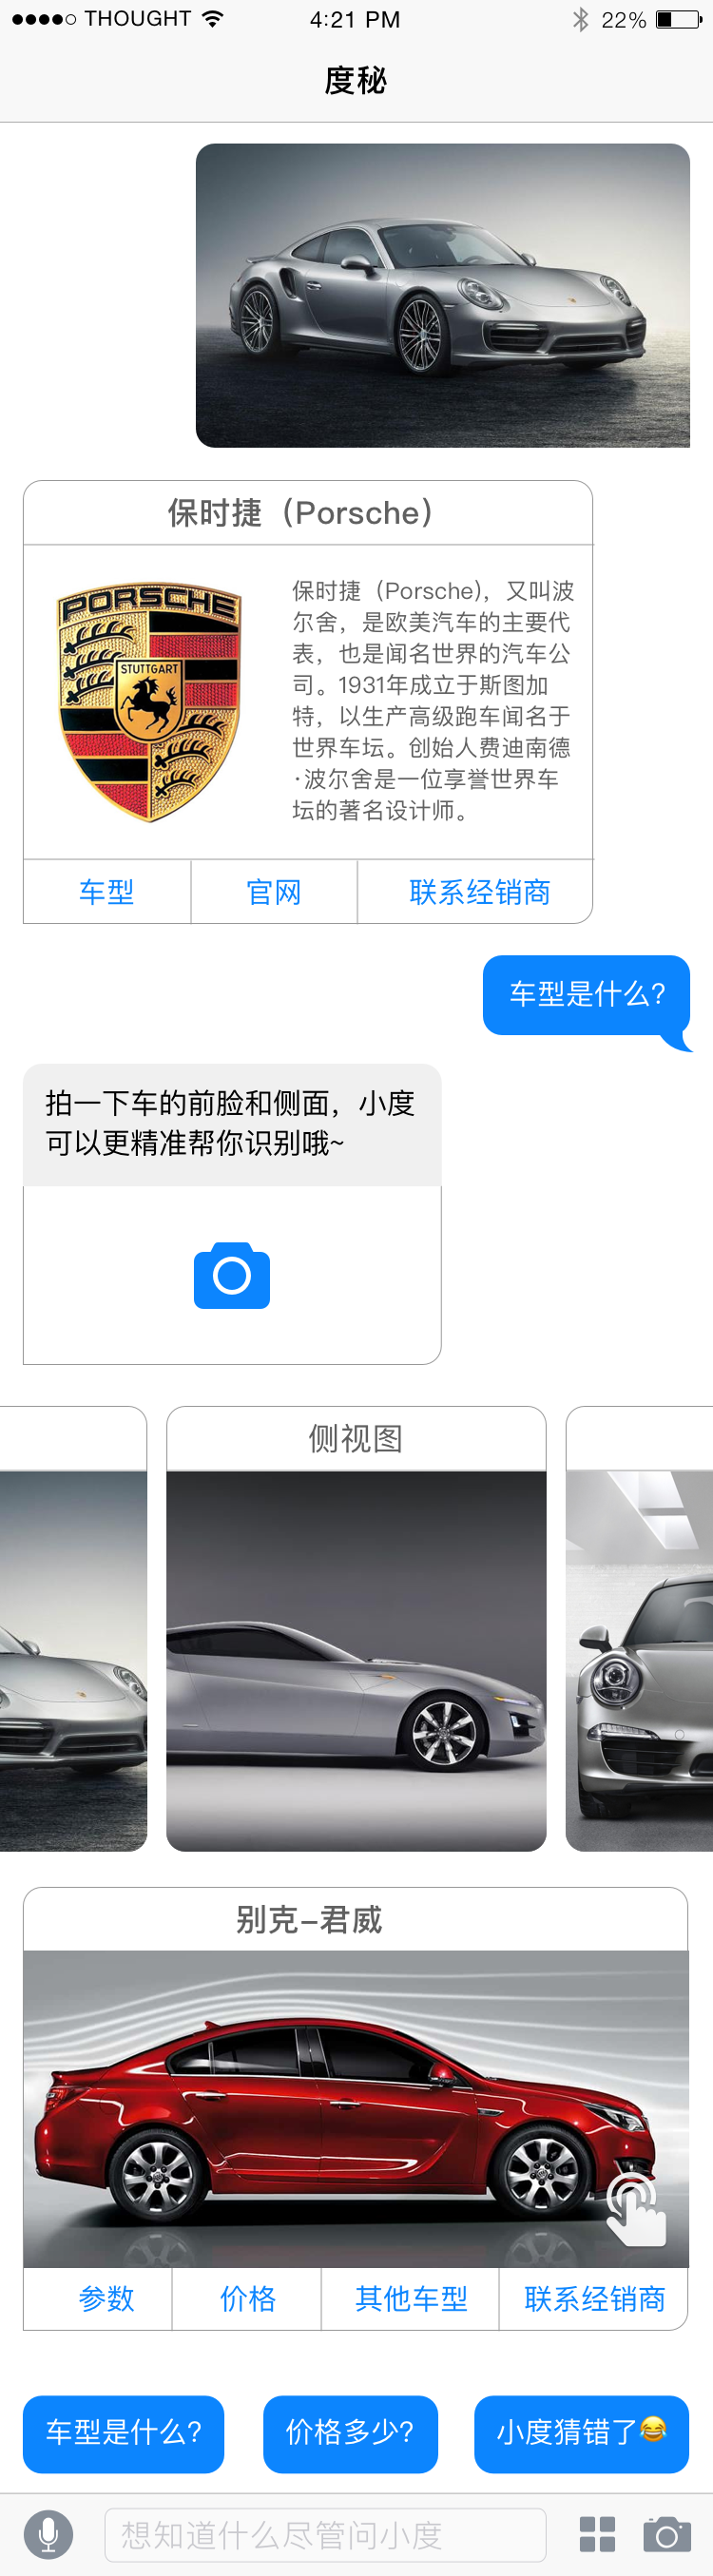 THOUGHT 4:21 PM 22%
度秘
保时捷（Porsche）
PORSCHE
STUTTGART
保时捷（Porsche)，又叫波
尔舍，是欧美汽车的主要代
表，也是闻名世界的汽车公
司。1931年成立于斯图加
特，以生产高级跑车闻名于
世界车坛。创始人费迪南德
·波尔舍是一位享誉世界车
坛的著名设计师。
车型 官网 联系经销商
车型是什么？
拍一下车的前脸和侧面，小度
可以更精准帮你识别哦~
侧视图
别克–君威
参数 价格 其他车型 联系经销商
车型是什么？ 价格多少？ 小度猜错了😂
想知道什么尽管问小度